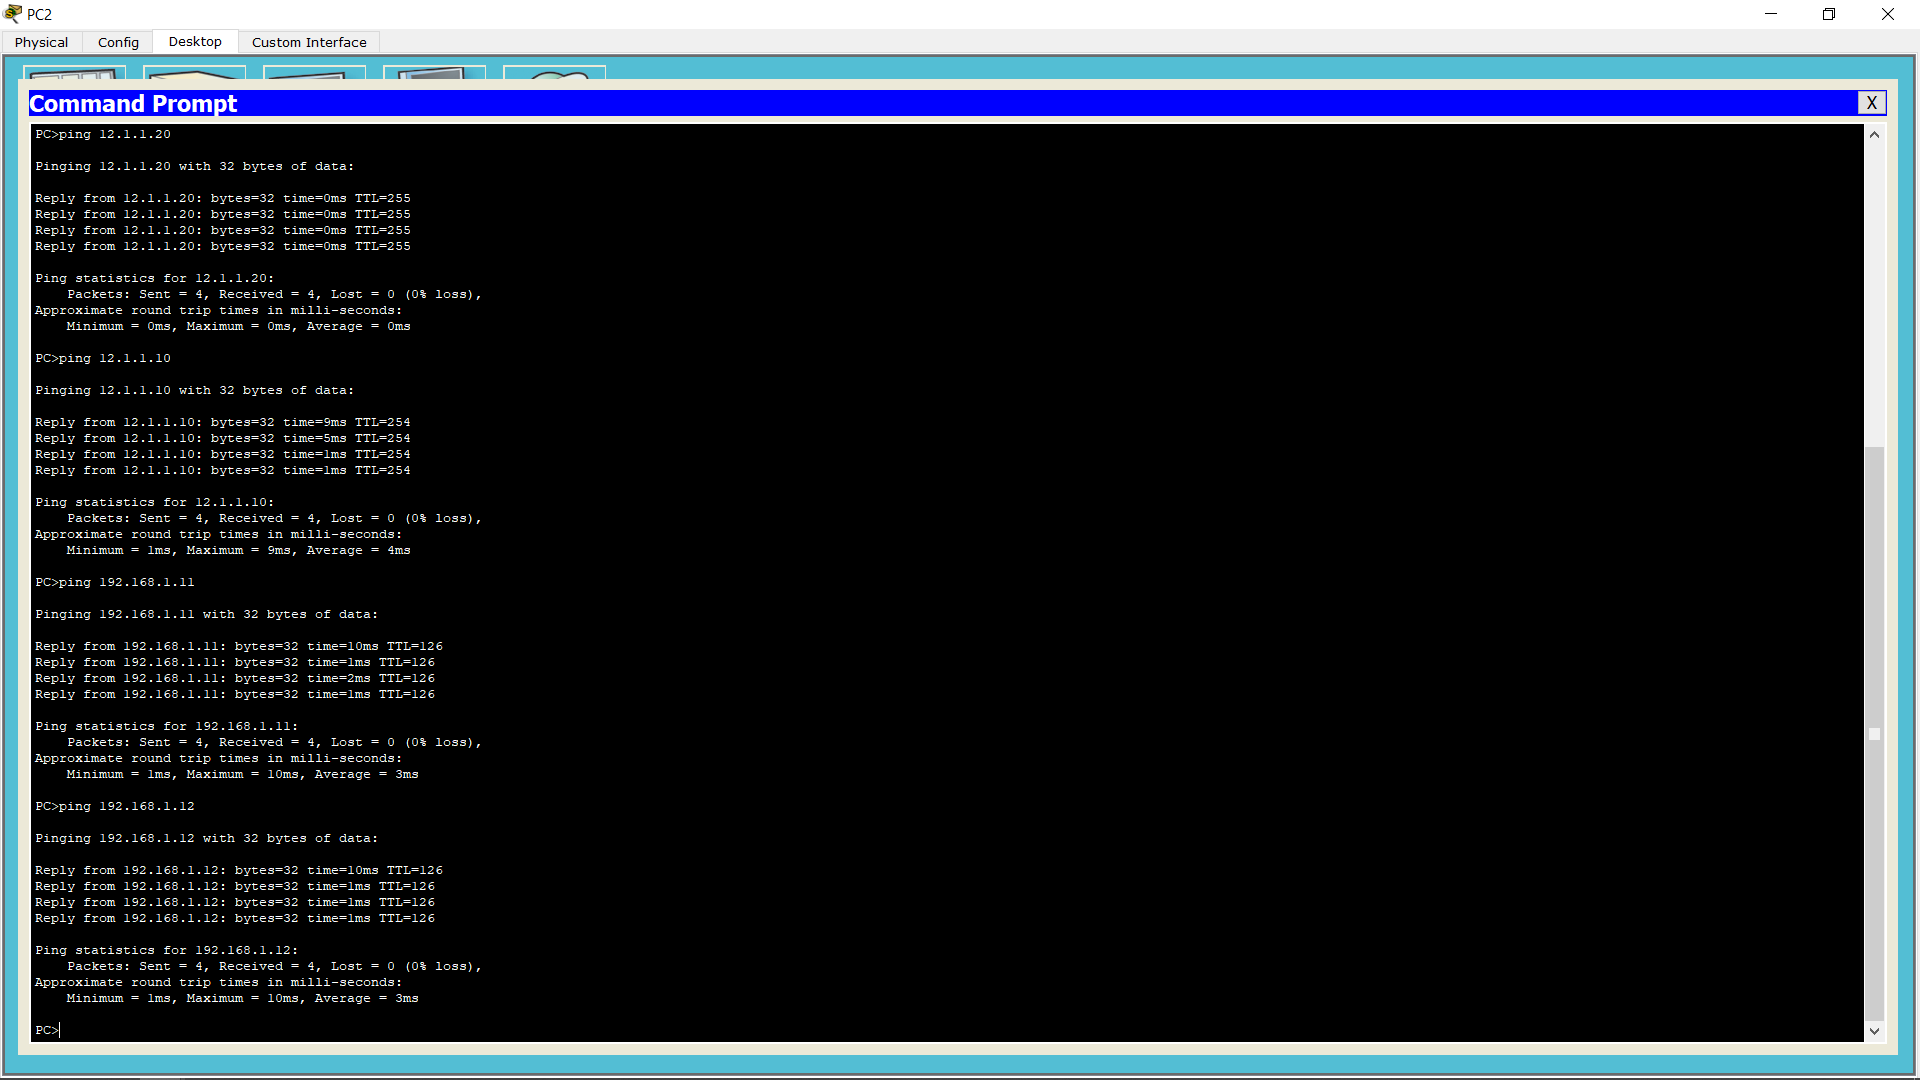 PC2
Physical Config Desktop Custom Interface
Command Prompt X
PC>ping 12.1.1.20
Pinging 12.1.1.20 with 32 bytes of data:
Reply from 12.1.1.20: bytes=32 time=0ms TTL=255
Reply from 12.1.1.20: bytes=32 time=0ms TTL=255
Reply from 12.1.1.20: bytes=32 time=0ms TTL=255
Reply from 12.1.1.20: bytes=32 time=0ms TTL=255
Ping statistics for 12.1.1.20:
    Packets: Sent = 4, Received = 4, Lost = 0 (0% loss),
Approximate round trip times in milli-seconds:
    Minimum = 0ms, Maximum = 0ms, Average = 0ms
PC>ping 12.1.1.10
Pinging 12.1.1.10 with 32 bytes of data:
Reply from 12.1.1.10: bytes=32 time=9ms TTL=254
Reply from 12.1.1.10: bytes=32 time=5ms TTL=254
Reply from 12.1.1.10: bytes=32 time=1ms TTL=254
Reply from 12.1.1.10: bytes=32 time=1ms TTL=254
Ping statistics for 12.1.1.10:
    Packets: Sent = 4, Received = 4, Lost = 0 (0% loss),
Approximate round trip times in milli-seconds:
    Minimum = 1ms, Maximum = 9ms, Average = 4ms
PC>ping 192.168.1.11
Pinging 192.168.1.11 with 32 bytes of data:
Reply from 192.168.1.11: bytes=32 time=10ms TTL=126
Reply from 192.168.1.11: bytes=32 time=1ms TTL=126
Reply from 192.168.1.11: bytes=32 time=2ms TTL=126
Reply from 192.168.1.11: bytes=32 time=1ms TTL=126
Ping statistics for 192.168.1.11:
    Packets: Sent = 4, Received = 4, Lost = 0 (0% loss),
Approximate round trip times in milli-seconds:
    Minimum = 1ms, Maximum = 10ms, Average = 3ms
PC>ping 192.168.1.12
Pinging 192.168.1.12 with 32 bytes of data:
Reply from 192.168.1.12: bytes=32 time=10ms TTL=126
Reply from 192.168.1.12: bytes=32 time=1ms TTL=126
Reply from 192.168.1.12: bytes=32 time=1ms TTL=126
Reply from 192.168.1.12: bytes=32 time=1ms TTL=126
Ping statistics for 192.168.1.12:
    Packets: Sent = 4, Received = 4, Lost = 0 (0% loss),
Approximate round trip times in milli-seconds:
    Minimum = 1ms, Maximum = 10ms, Average = 3ms
PC>